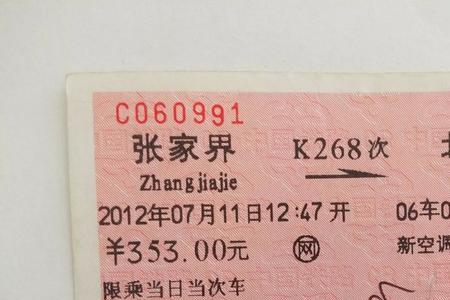 C060991
张家界 K268次
Zhangjiajie
2012年07月11日12:47开 06车0
¥353.00元 网 新空调
限乘当日当次车